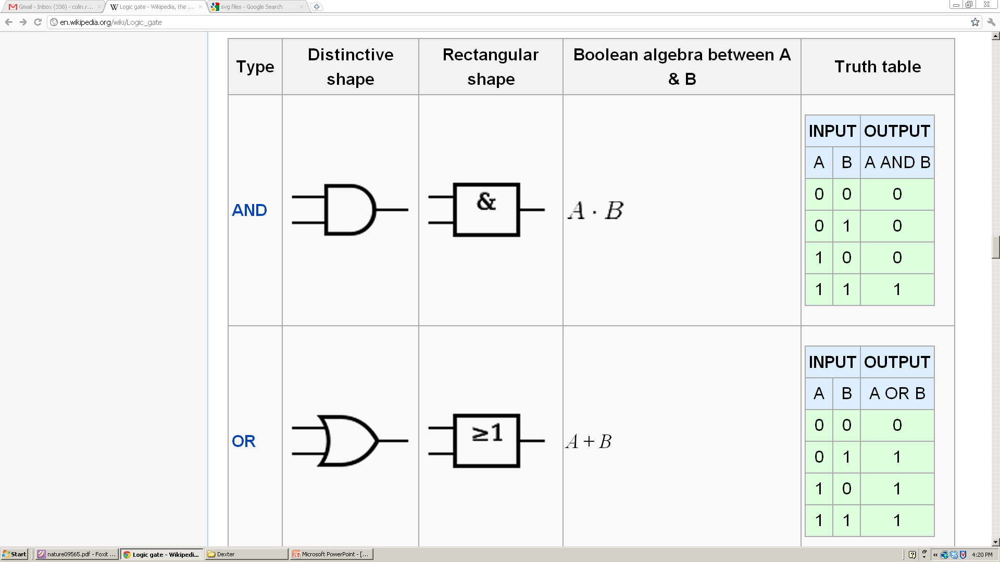 Gmail - Inbox (338) - colin.r...
Logic gate - Wikipedia, the ...
svg files - Google Search
en.wikipedia.org/wiki/Logic_gate
Type
Distinctive
shape
Rectangular
shape
Boolean algebra between A
& B
Truth table
AND
&
A · B
INPUT OUTPUT
A B A AND B
0 0 0
0 1 0
1 0 0
1 1 1
OR
≥1
A + B
INPUT OUTPUT
A B A OR B
0 0 0
0 1 1
1 0 1
1 1 1
Start
nature09565.pdf - Foxit ...
Logic gate - Wikipedi...
Dexter
Microsoft PowerPoint - [...
4:20 PM